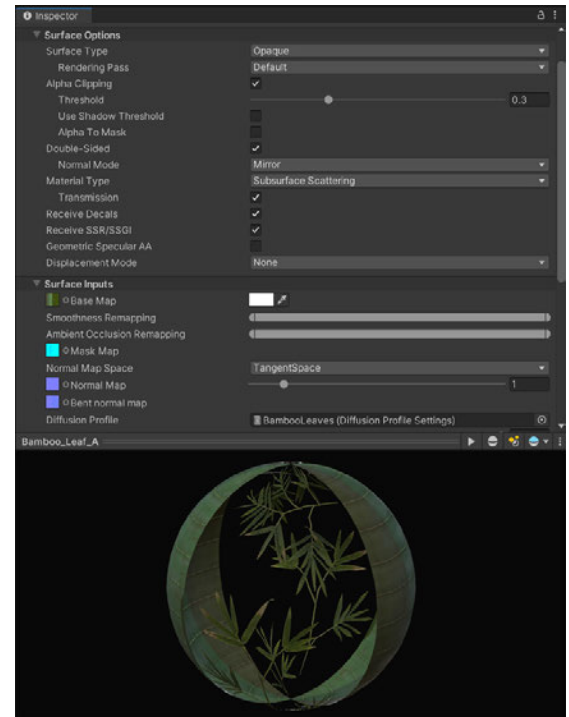 Inspector
Surface Options
Surface Type Opaque
Rendering Pass Default
Alpha Clipping
Threshold 0.3
Use Shadow Threshold
Alpha To Mask
Double-Sided
Normal Mode Mirror
Material Type Subsurface Scattering
Transmission
Receive Decals
Receive SSR/SSGI
Geometric Specular AA
Displacement Mode None
Surface Inputs
Base Map
Smoothness Remapping
Ambient Occlusion Remapping
Mask Map
Normal Map Space TangentSpace
Normal Map 1
Bent normal map
Diffusion Profile BambooLeaves (Diffusion Profile Settings)
Bamboo_Leaf_A